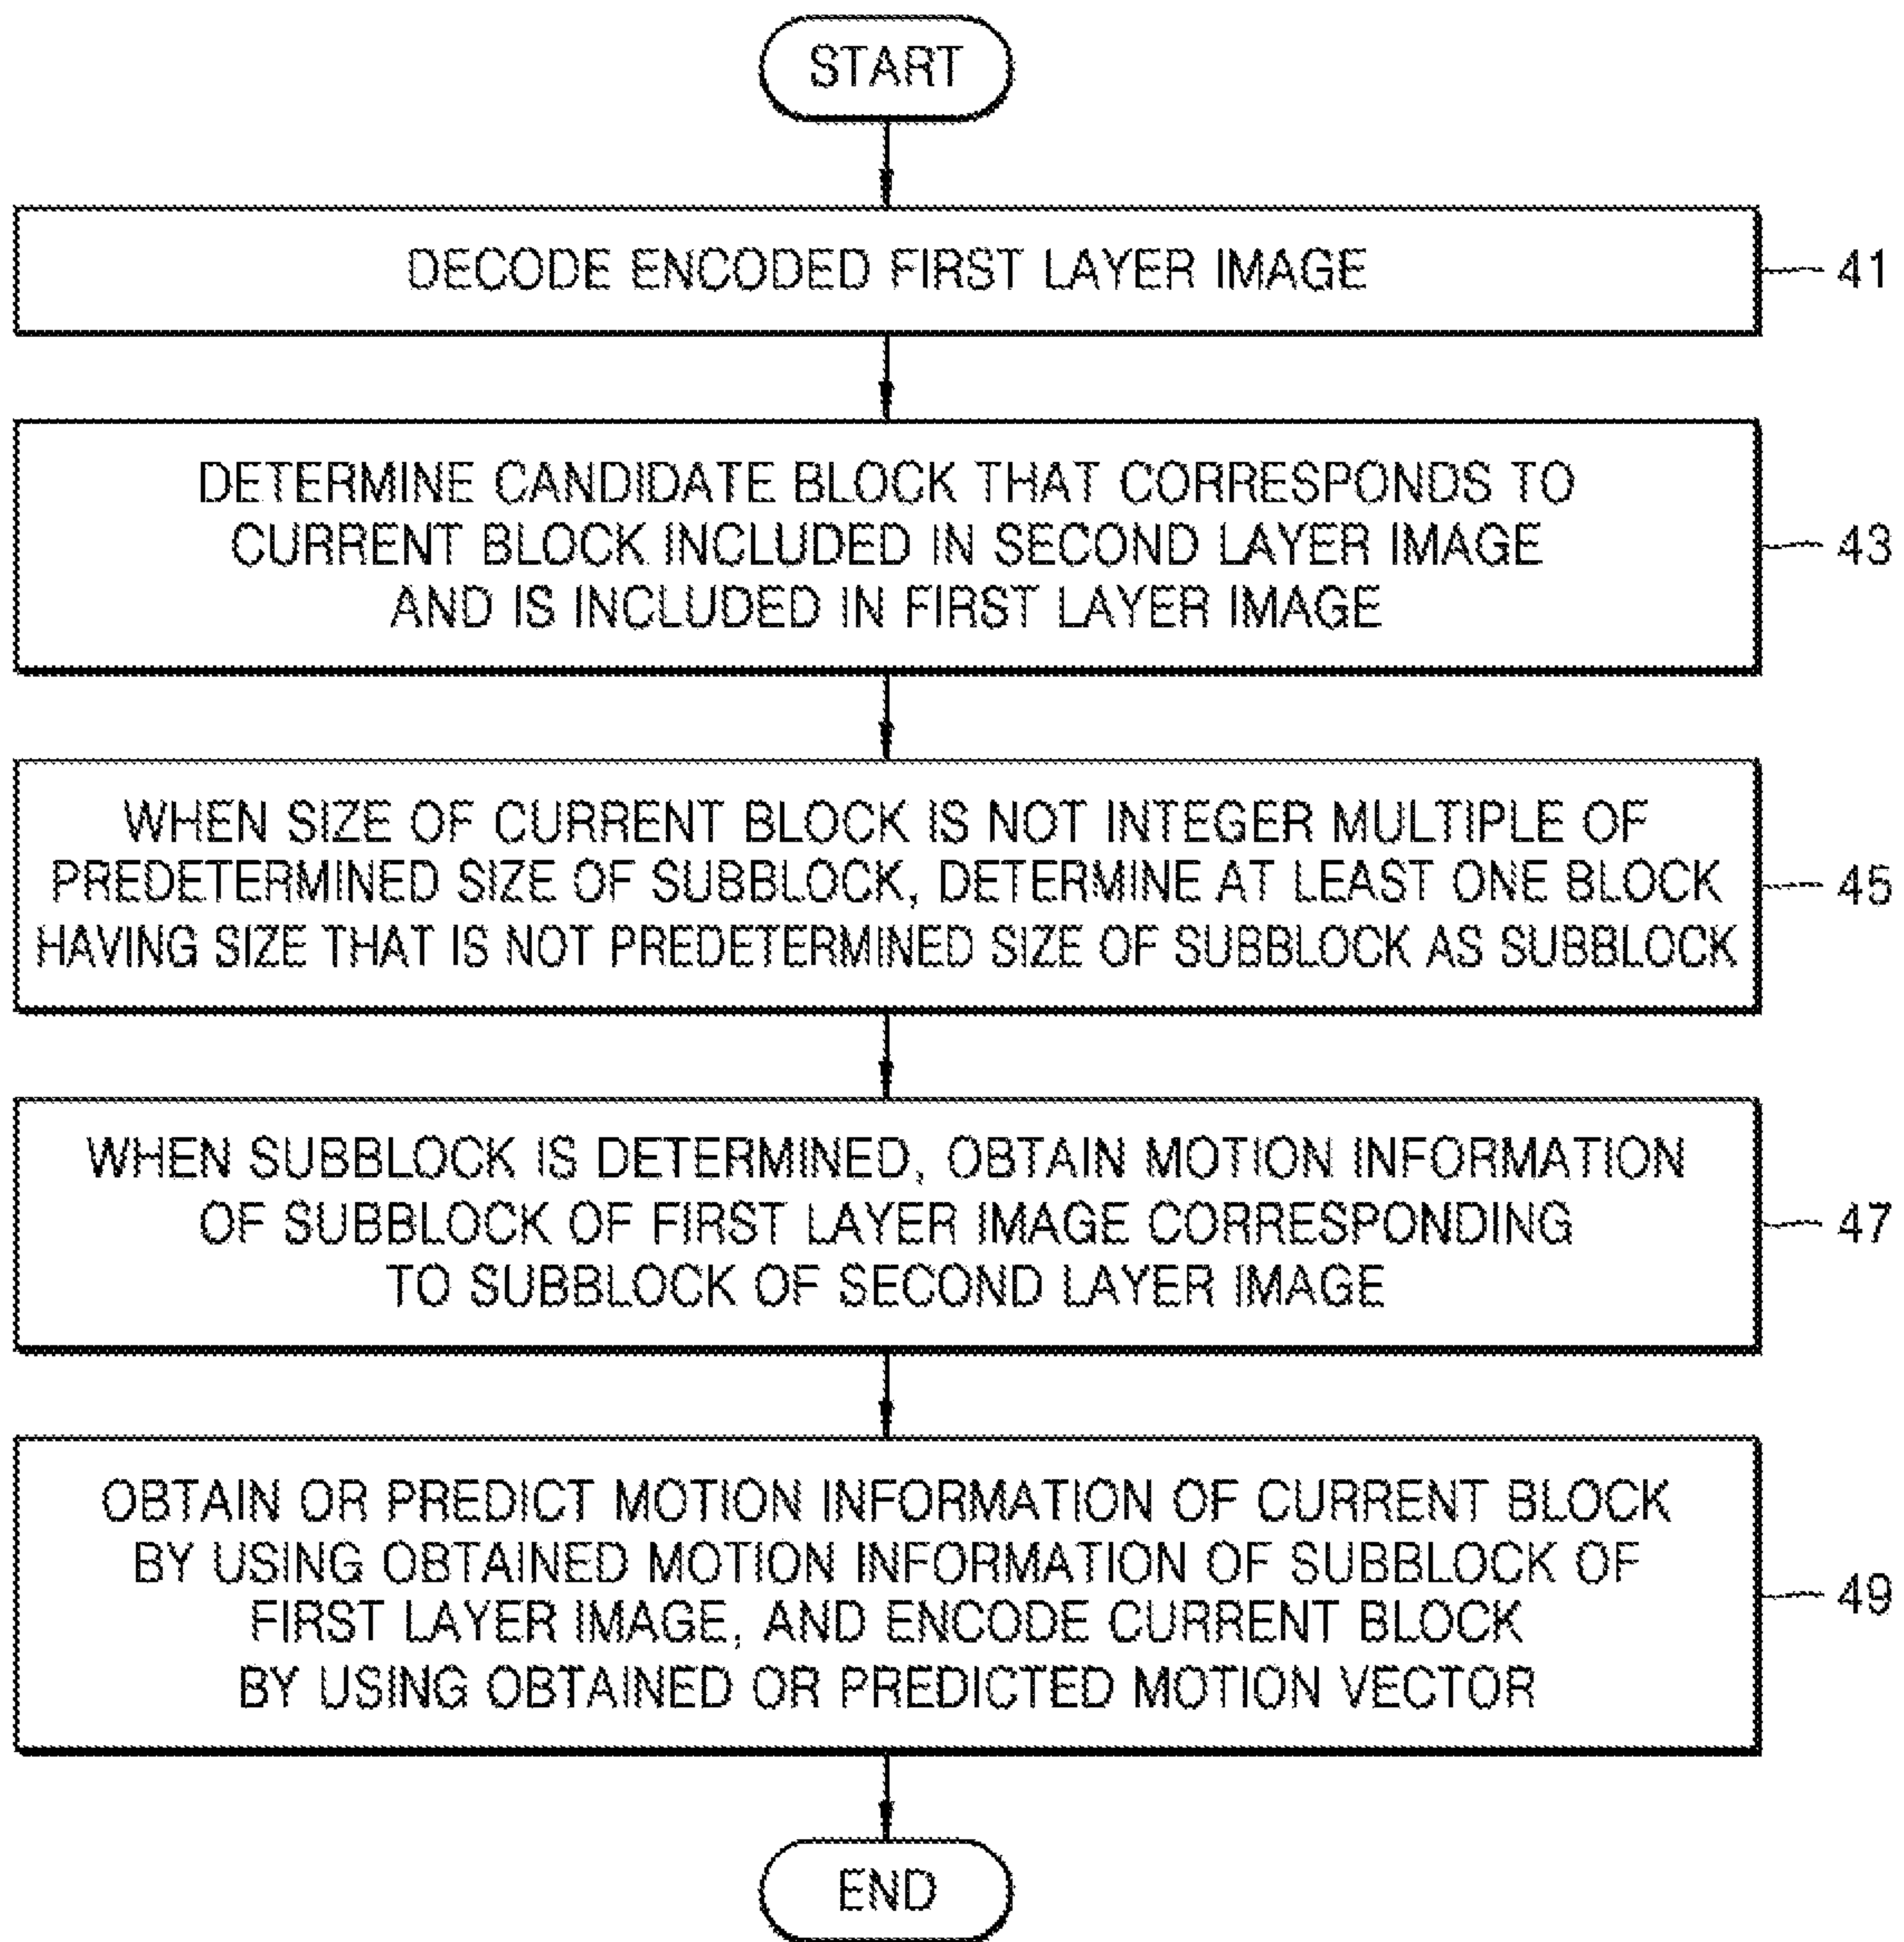 START
DECODE ENCODED FIRST LAYER IMAGE
41
DETERMINE CANDIDATE BLOCK THAT CORRESPONDS TO
CURRENT BLOCK INCLUDED IN SECOND LAYER IMAGE
AND IS INCLUDED IN FIRST LAYER IMAGE
43
WHEN SIZE OF CURRENT BLOCK IS NOT INTEGER MULTIPLE OF
PREDETERMINED SIZE OF SUBBLOCK, DETERMINE AT LEAST ONE BLOCK
HAVING SIZE THAT IS NOT PREDETERMINED SIZE OF SUBBLOCK AS SUBBLOCK
45
WHEN SUBBLOCK IS DETERMINED, OBTAIN MOTION INFORMATION
OF SUBBLOCK OF FIRST LAYER IMAGE CORRESPONDING
TO SUBBLOCK OF SECOND LAYER IMAGE
47
OBTAIN OR PREDICT MOTION INFORMATION OF CURRENT BLOCK
BY USING OBTAINED MOTION INFORMATION OF SUBBLOCK OF
FIRST LAYER IMAGE, AND ENCODE CURRENT BLOCK
BY USING OBTAINED OR PREDICTED MOTION VECTOR
49
END